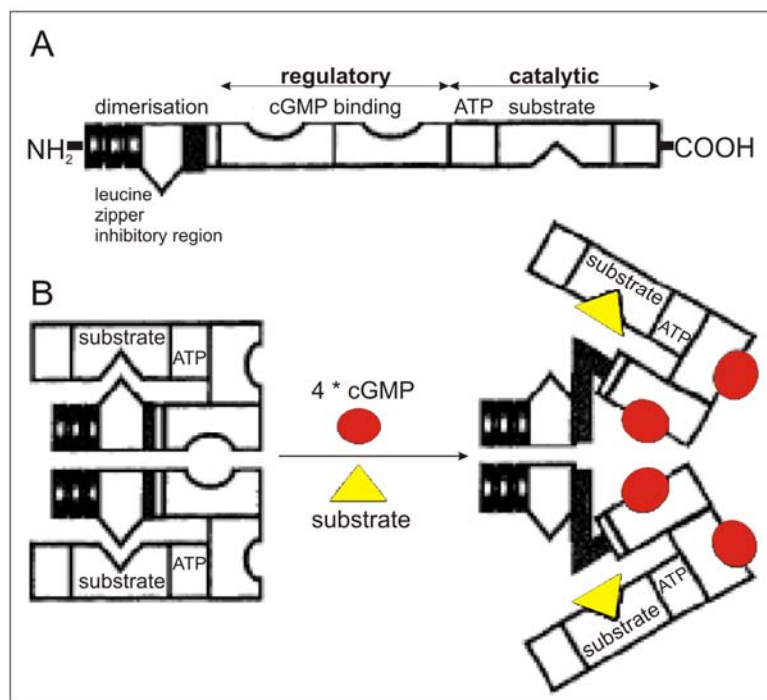 A
regulatory catalytic
dimerisation cGMP binding ATP substrate
NH2 COOH
leucine
zipper
inhibitory region
B
substrate
ATP
substrate
ATP
4 * cGMP
substrate
substrate
ATP
ATP
substrate